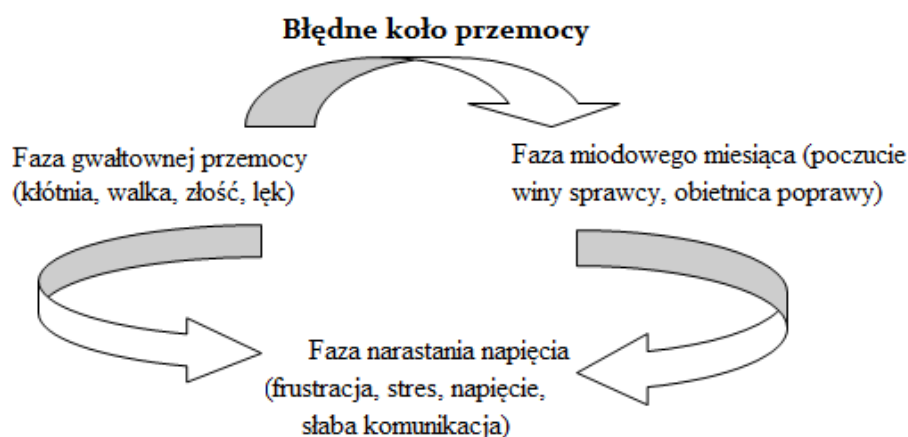 Błędne koło przemocy
Faza gwałtownej przemocy
(kłótnia, walka, złość, lęk)
Faza miodowego miesiąca (poczucie
winy sprawcy, obietnica poprawy)
Faza narastania napięcia
(frustracja, stres, napięcie,
słaba komunikacja)